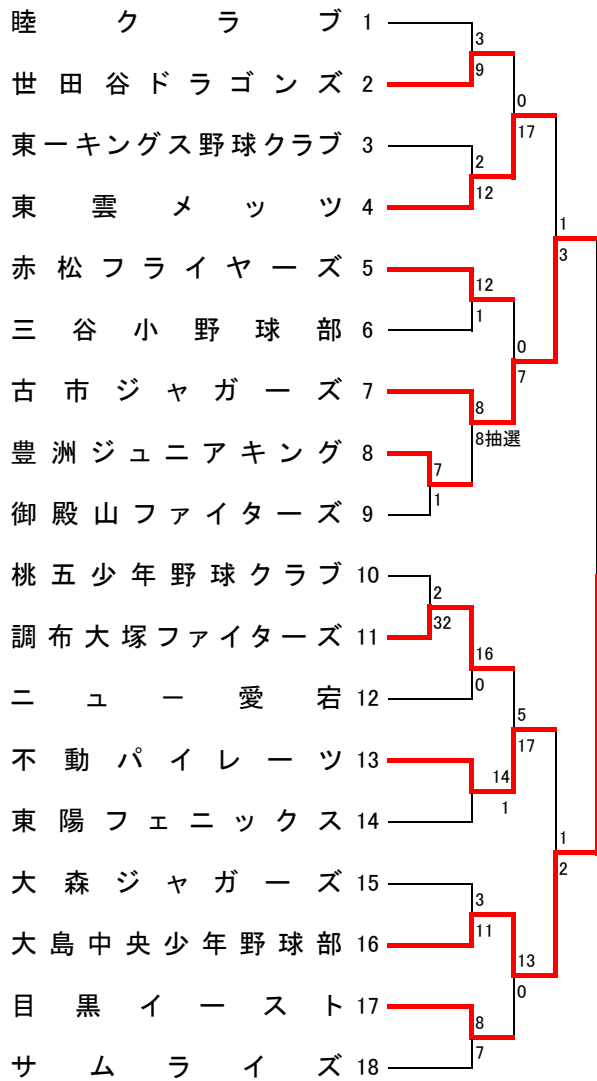 睦クラブ 1
3
世田谷ドラゴンズ 2
9
0
東一キングス野球クラブ 3
17
2
東雲メッツ 4
12
1
赤松フライヤーズ 5
3
12
三谷小野球部 6
1
0
古市ジャガーズ 7
7
8
豊洲ジュニアキング 8
8抽選
7
御殿山ファイターズ 9
1
桃五少年野球クラブ 10
2
調布大塚ファイターズ 11
32
16
ニュー愛宕 12
0
5
不動パイレーツ 13
17
14
東陽フェニックス 14
1
1
大森ジャガーズ 15
2
3
大島中央少年野球部 16
11
13
目黒イースト 17
0
8
サムライズ 18
7